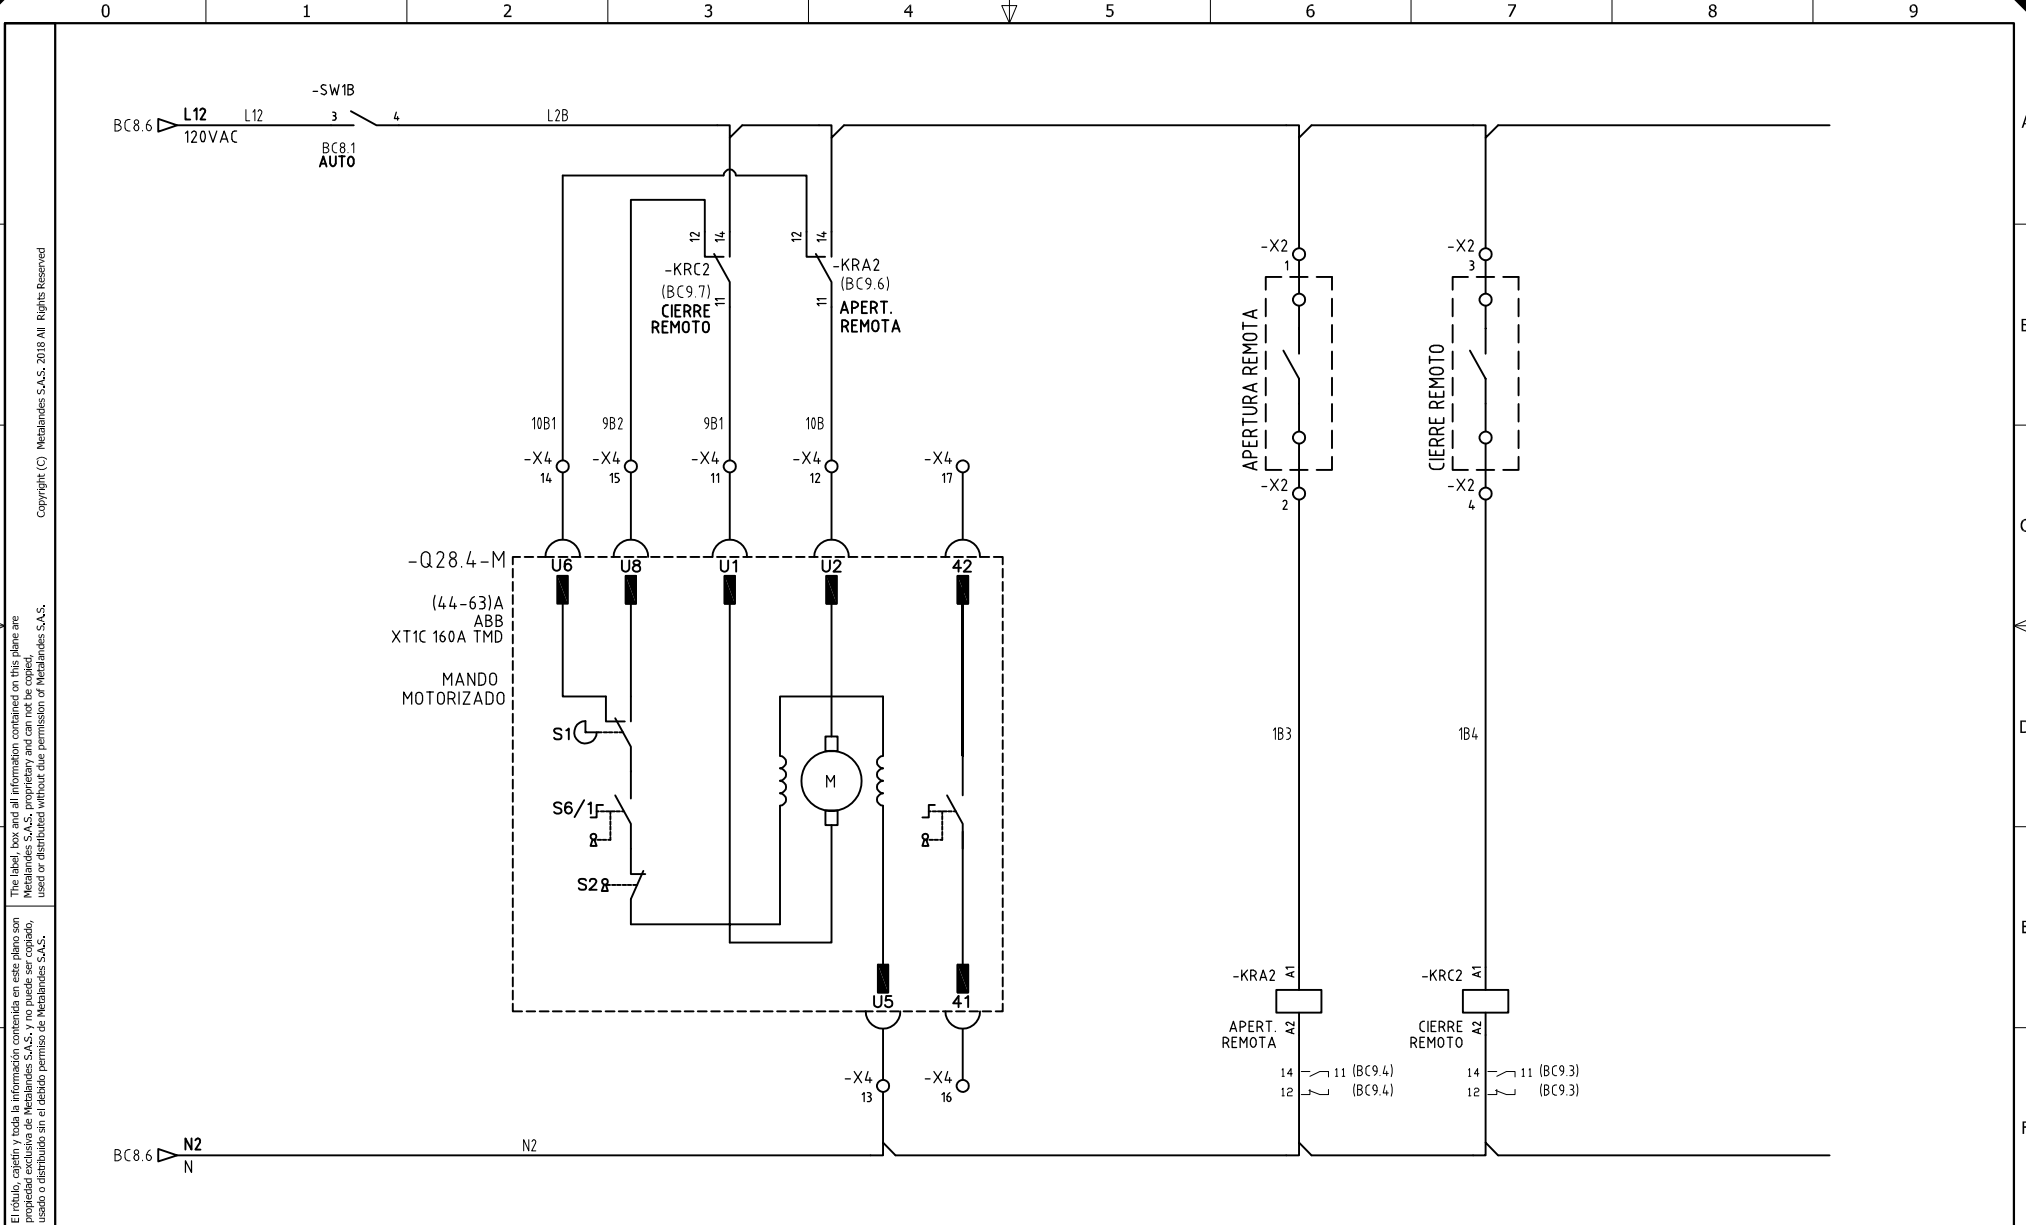 0 1 2 3 4 5 6 7 8 9
-SW1B
BC8.6 L12 L12 3 4 L2B
120VAC
BC8.1
AUTO
12 14 12 14
-KRC2
(BC9.7)
CIERRE
REMOTO
11
-KRA2
(BC9.6)
APERT.
REMOTA
11
-X2
1
-X2
3
APERTURA REMOTA
CIERRE REMOTO
-X2
2
-X2
4
10B1 9B2 9B1 10B
-X4 -X4 -X4 -X4 -X4
14 15 11 12 17
-Q28.4-M
U6 U8 U1 U2 42
(44-63)A
ABB
XT1C 160A TMD
MANDO
MOTORIZADO
S1
M
S6/1
S2
U5 41
-X4 -X4
13 16
1B3 1B4
-KRA2 A1
APERT.
REMOTA
A2
14 11 (BC9.4)
12 (BC9.4)
-KRC2 A1
CIERRE
REMOTO
A2
14 11 (BC9.3)
12 (BC9.3)
BC8.6 N2 N2
N
C
Copyright (C) Metalandes S.A.S. 2018 All Rights Reserved
The label, box and all information contained on this plane are
Metalandes S.A.S. proprietary and can not be copied,
used or distributed without due permission of Metalandes S.A.S.
El rótulo, cajetín y toda la información contenida en este plano son
propiedad exclusiva de Metalandes S.A.S. y no puede ser copiado,
usado o distribuido sin el debido permiso de Metalandes S.A.S.